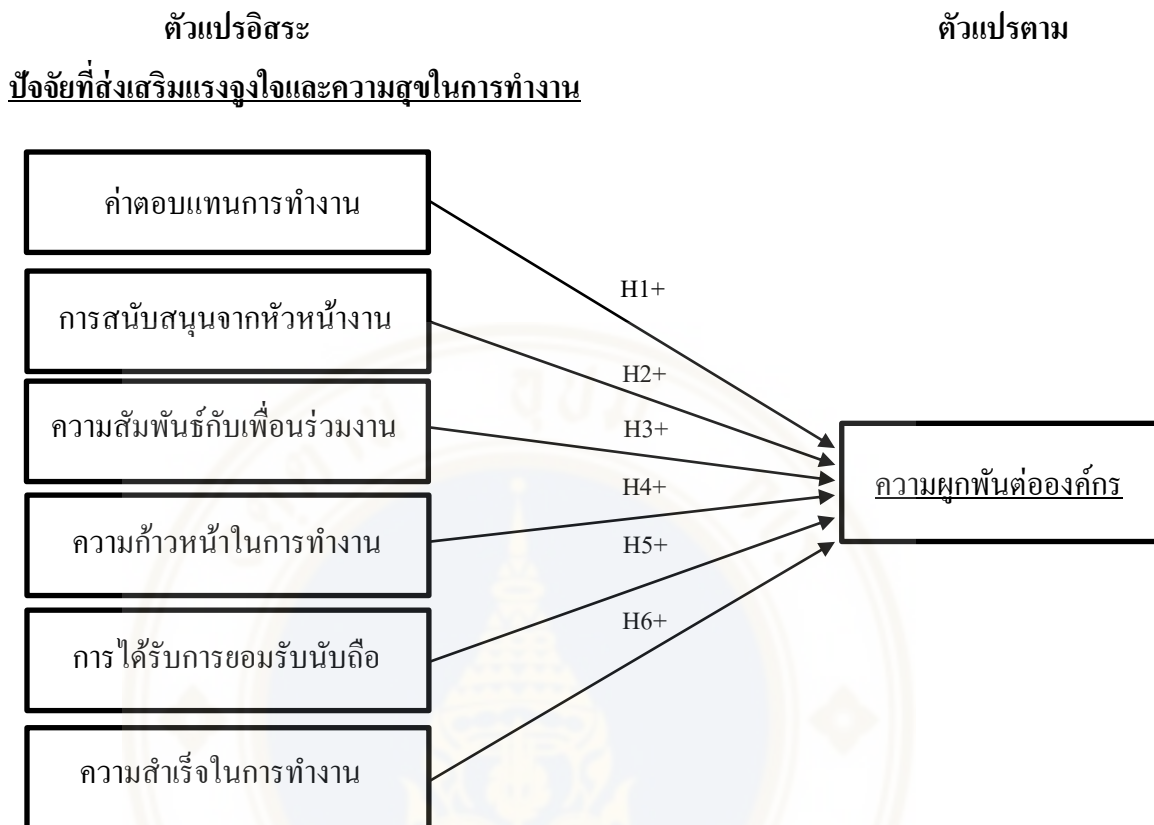 ตัวแปรอิสระ
ตัวแปรตาม
ปัจจัยที่ส่งเสริมแรงจูงใจและความสุขในการทำงาน
ค่าตอบแทนการทำงาน
การสนับสนุนจากหัวหน้างาน
ความสัมพันธ์กับเพื่อนร่วมงาน
ความก้าวหน้าในการทำงาน
การได้รับการยอมรับนับถือ
ความสำเร็จในการทำงาน
H1+
H2+
H3+
H4+
H5+
H6+
ความผูกพันต่อองค์กร